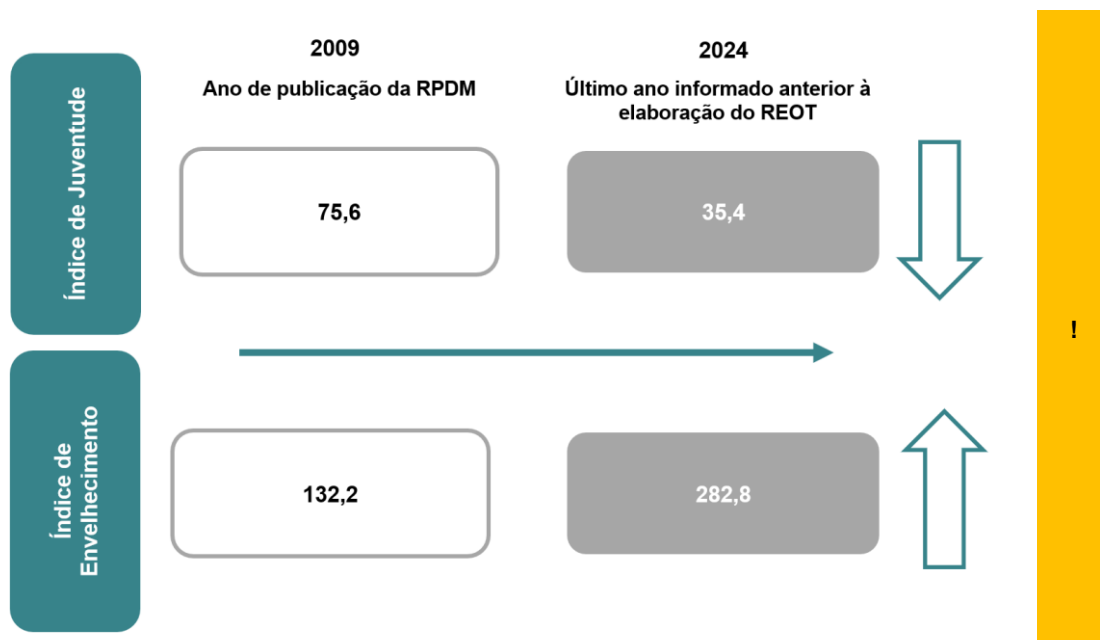 2009
Ano de publicação da RPDM
2024
Último ano informado anterior à
elaboração do REOT
Índice de Juventude
75,6
35,4
!
Índice de
Envelhecimento
132,2
282,8